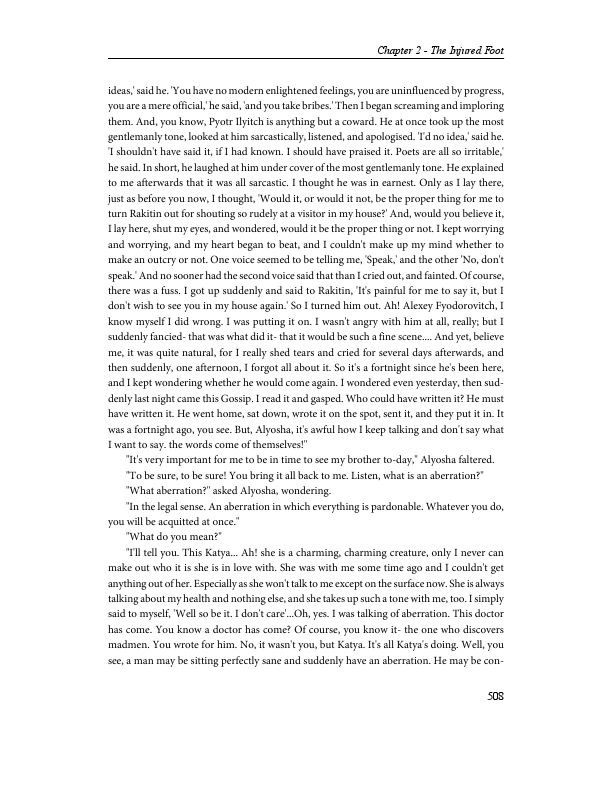 Chapter 2 - The Injured Foot
ideas,' said he. 'You have no modern enlightened feelings, you are uninfluenced by progress,
you are a mere official,' he said, 'and you take bribes.' Then I began screaming and imploring
them. And, you know, Pyotr Ilyitch is anything but a coward. He at once took up the most
gentlemanly tone, looked at him sarcastically, listened, and apologised. 'I'd no idea,' said he.
'I shouldn't have said it, if I had known. I should have praised it. Poets are all so irritable,'
he said. In short, he laughed at him under cover of the most gentlemanly tone. He explained
to me afterwards that it was all sarcastic. I thought he was in earnest. Only as I lay there,
just as before you now, I thought, 'Would it, or would it not, be the proper thing for me to
turn Rakitin out for shouting so rudely at a visitor in my house?' And, would you believe it,
I lay here, shut my eyes, and wondered, would it be the proper thing or not. I kept worrying
and worrying, and my heart began to beat, and I couldn't make up my mind whether to
make an outcry or not. One voice seemed to be telling me, 'Speak,' and the other 'No, don't
speak.' And no sooner had the second voice said that than I cried out, and fainted. Of course,
there was a fuss. I got up suddenly and said to Rakitin, 'It's painful for me to say it, but I
don't wish to see you in my house again.' So I turned him out. Ah! Alexey Fyodorovitch, I
know myself I did wrong. I was putting it on. I wasn't angry with him at all, really; but I
suddenly fancied- that was what did it- that it would be such a fine scene.... And yet, believe
me, it was quite natural, for I really shed tears and cried for several days afterwards, and
then suddenly, one afternoon, I forgot all about it. So it's a fortnight since he's been here,
and I kept wondering whether he would come again. I wondered even yesterday, then sud-
denly last night came this Gossip. I read it and gasped. Who could have written it? He must
have written it. He went home, sat down, wrote it on the spot, sent it, and they put it in. It
was a fortnight ago, you see. But, Alyosha, it's awful how I keep talking and don't say what
I want to say. the words come of themselves!"
"It's very important for me to be in time to see my brother to-day," Alyosha faltered.
"To be sure, to be sure! You bring it all back to me. Listen, what is an aberration?"
"What aberration?" asked Alyosha, wondering.
"In the legal sense. An aberration in which everything is pardonable. Whatever you do,
you will be acquitted at once."
"What do you mean?"
"I'll tell you. This Katya... Ah! she is a charming, charming creature, only I never can
make out who it is she is in love with. She was with me some time ago and I couldn't get
anything out of her. Especially as she won't talk to me except on the surface now. She is always
talking about my health and nothing else, and she takes up such a tone with me, too. I simply
said to myself, 'Well so be it. I don't care'...Oh, yes. I was talking of aberration. This doctor
has come. You know a doctor has come? Of course, you know it- the one who discovers
madmen. You wrote for him. No, it wasn't you, but Katya. It's all Katya's doing. Well, you
see, a man may be sitting perfectly sane and suddenly have an aberration. He may be con-
508